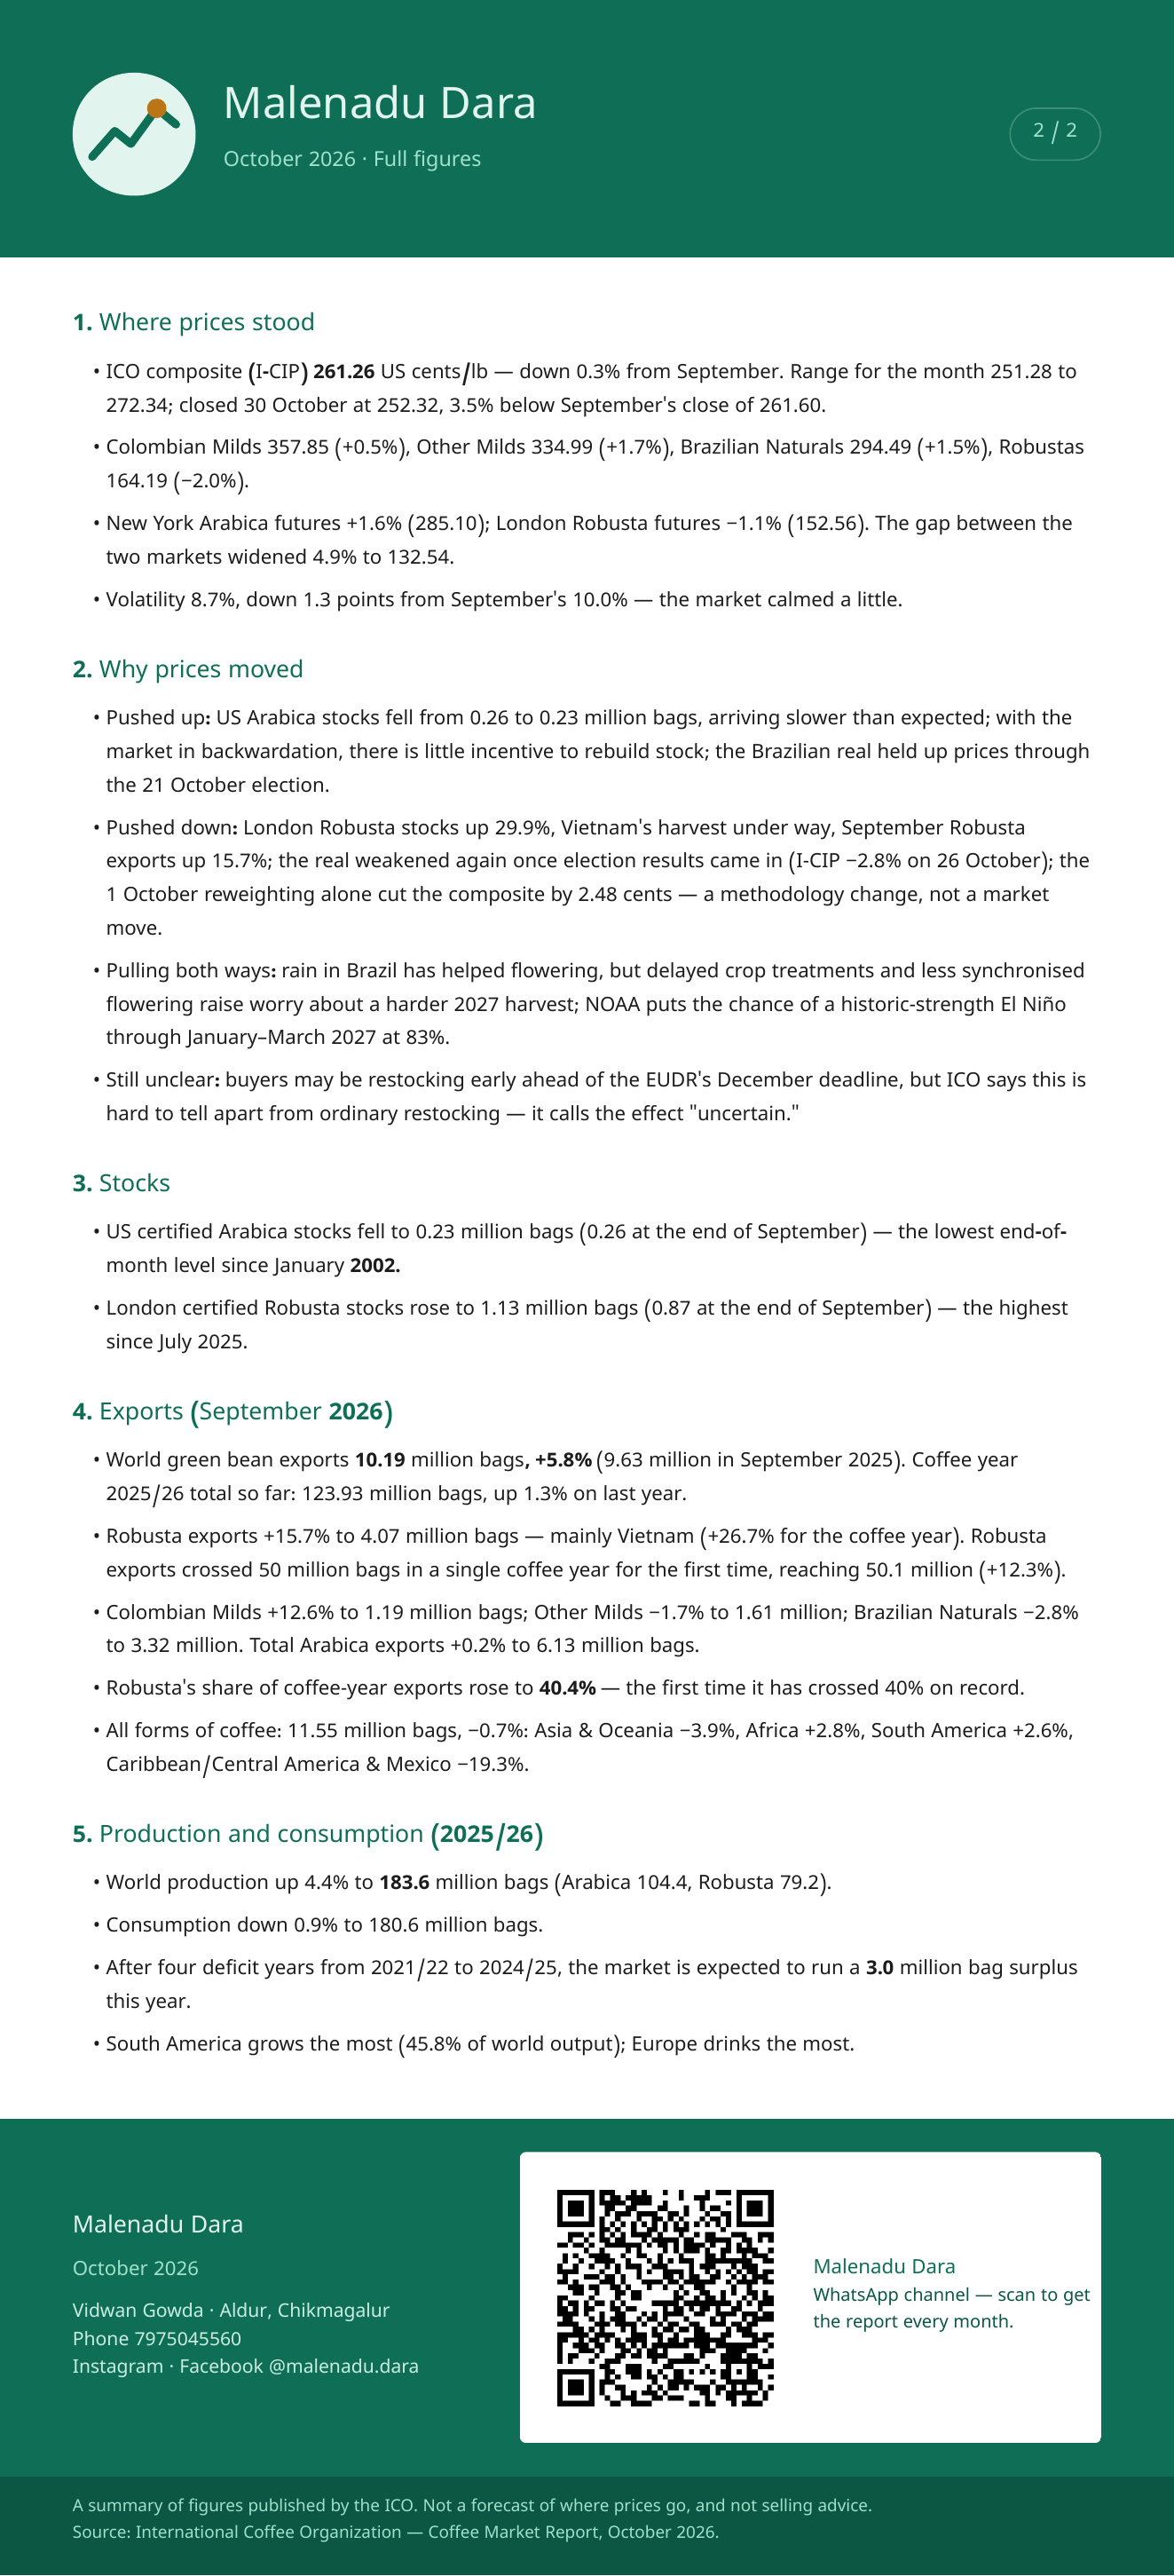 Malenadu Dara
October 2026 · Full figures
2 / 2
1. Where prices stood
• ICO composite (I-CIP) 261.26 US cents/lb — down 0.3% from September. Range for the month 251.28 to
272.34; closed 30 October at 252.32, 3.5% below September's close of 261.60.
• Colombian Milds 357.85 (+0.5%), Other Milds 334.99 (+1.7%), Brazilian Naturals 294.49 (+1.5%), Robustas
164.19 (−2.0%).
• New York Arabica futures +1.6% (285.10); London Robusta futures −1.1% (152.56). The gap between the
two markets widened 4.9% to 132.54.
• Volatility 8.7%, down 1.3 points from September's 10.0% — the market calmed a little.
2. Why prices moved
• Pushed up: US Arabica stocks fell from 0.26 to 0.23 million bags, arriving slower than expected; with the
market in backwardation, there is little incentive to rebuild stock; the Brazilian real held up prices through
the 21 October election.
• Pushed down: London Robusta stocks up 29.9%, Vietnam's harvest under way, September Robusta
exports up 15.7%; the real weakened again once election results came in (I-CIP −2.8% on 26 October); the
1 October reweighting alone cut the composite by 2.48 cents — a methodology change, not a market
move.
• Pulling both ways: rain in Brazil has helped flowering, but delayed crop treatments and less synchronised
flowering raise worry about a harder 2027 harvest; NOAA puts the chance of a historic-strength El Niño
through January–March 2027 at 83%.
• Still unclear: buyers may be restocking early ahead of the EUDR's December deadline, but ICO says this is
hard to tell apart from ordinary restocking — it calls the effect "uncertain."
3. Stocks
• US certified Arabica stocks fell to 0.23 million bags (0.26 at the end of September) — the lowest end-of-
month level since January 2002.
• London certified Robusta stocks rose to 1.13 million bags (0.87 at the end of September) — the highest
since July 2025.
4. Exports (September 2026)
• World green bean exports 10.19 million bags, +5.8% (9.63 million in September 2025). Coffee year
2025/26 total so far: 123.93 million bags, up 1.3% on last year.
• Robusta exports +15.7% to 4.07 million bags — mainly Vietnam (+26.7% for the coffee year). Robusta
exports crossed 50 million bags in a single coffee year for the first time, reaching 50.1 million (+12.3%).
• Colombian Milds +12.6% to 1.19 million bags; Other Milds −1.7% to 1.61 million; Brazilian Naturals −2.8%
to 3.32 million. Total Arabica exports +0.2% to 6.13 million bags.
• Robusta's share of coffee-year exports rose to 40.4% — the first time it has crossed 40% on record.
• All forms of coffee: 11.55 million bags, −0.7%: Asia & Oceania −3.9%, Africa +2.8%, South America +2.6%,
Caribbean/Central America & Mexico −19.3%.
5. Production and consumption (2025/26)
• World production up 4.4% to 183.6 million bags (Arabica 104.4, Robusta 79.2).
• Consumption down 0.9% to 180.6 million bags.
• After four deficit years from 2021/22 to 2024/25, the market is expected to run a 3.0 million bag surplus
this year.
• South America grows the most (45.8% of world output); Europe drinks the most.
Malenadu Dara
October 2026
Vidwan Gowda · Aldur, Chikmagalur
Phone 7975045560
Instagram · Facebook @malenadu.dara
Malenadu Dara
WhatsApp channel — scan to get
the report every month.
A summary of figures published by the ICO. Not a forecast of where prices go, and not selling advice.
Source: International Coffee Organization — Coffee Market Report, October 2026.